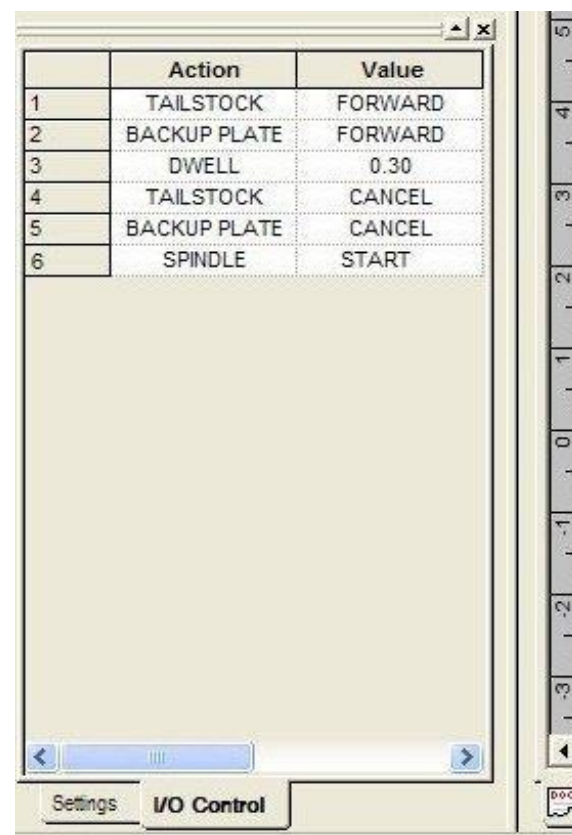 Action Value
1 TAILSTOCK FORWARD
2 BACKUP PLATE FORWARD
3 DWELL 0.30
4 TAILSTOCK CANCEL
5 BACKUP PLATE CANCEL
6 SPINDLE START
Settings I/O Control
5
4
3
2
1
0
-1
-2
-3
DOC